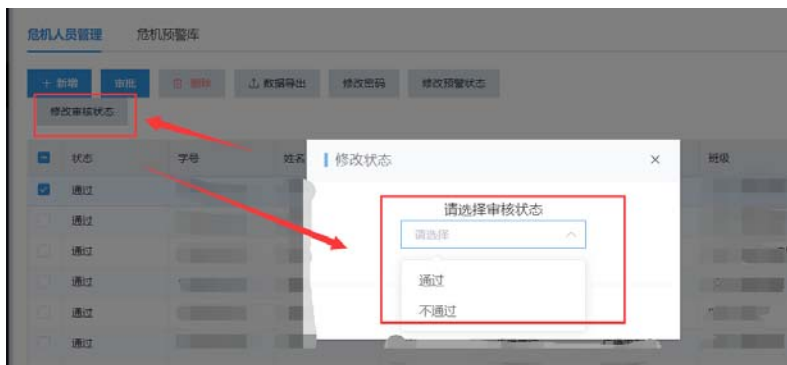 危机人员管理 危机预警库
+ 新增 审批 删除 数据导出 修改密码 修改预警状态
修改审核状态
状态 学号 姓名 修改状态 × 班级
通过
请选择审核状态
通过
请选择
通过
通过
通过
不通过
通过
通过